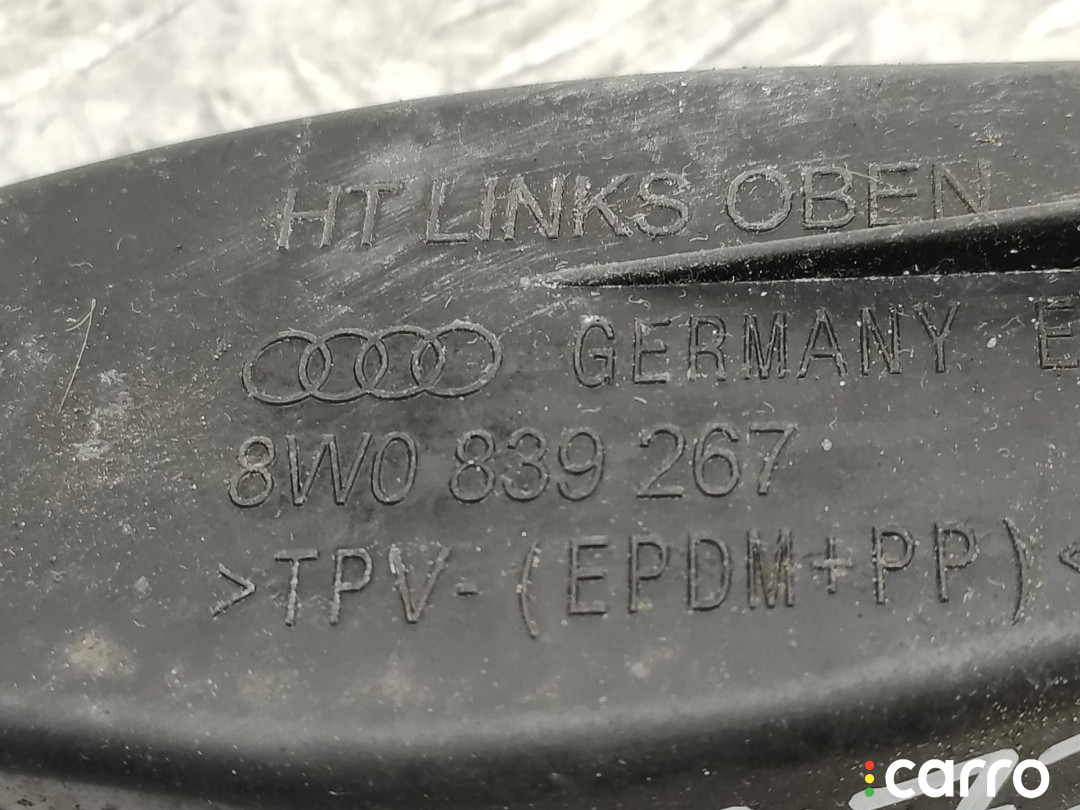 HT LINKS OBEN
GERMANY E
8W0 839 267
>TPV-(EPDM+PP)<
carro